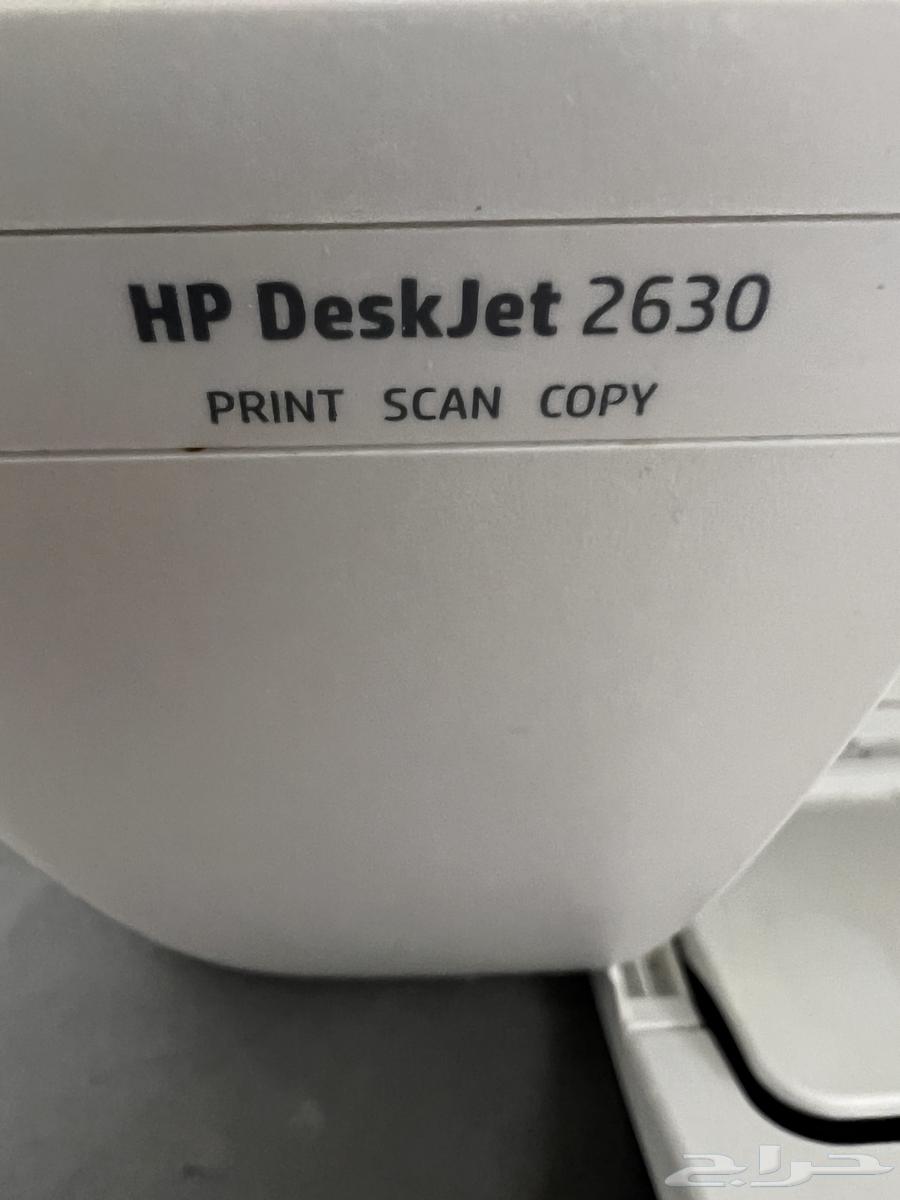 HP DeskJet 2630
PRINT SCAN COPY
حراج